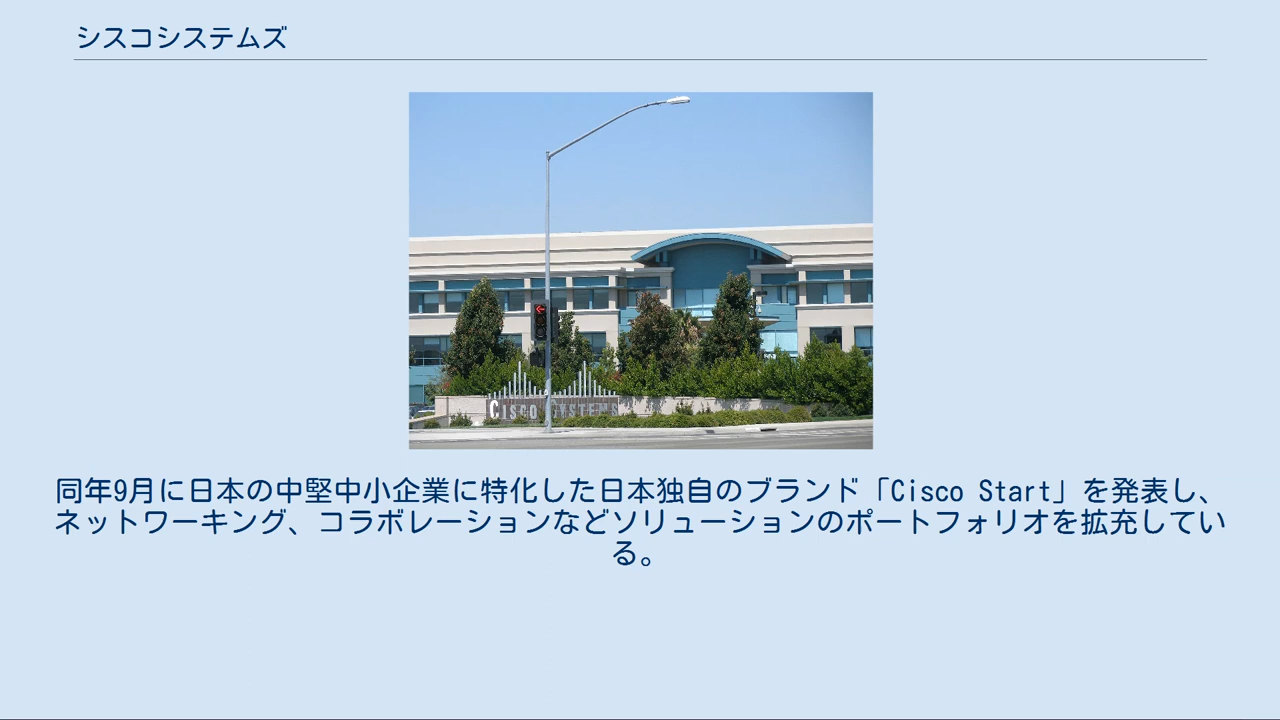 シスコシステムズ
CISCO SYSTEMS
同年9月に日本の中堅中小企業に特化した日本独自のブランド「Cisco Start」を発表し、
ネットワーキング、コラボレーションなどソリューションのポートフォリオを拡充してい
る。